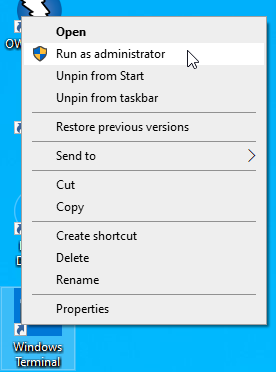 OW
Open
Run as administrator
Unpin from Start
Unpin from taskbar
Restore previous versions
Send to
Cut
Copy
Create shortcut
Delete
Rename
Properties
Windows
Terminal